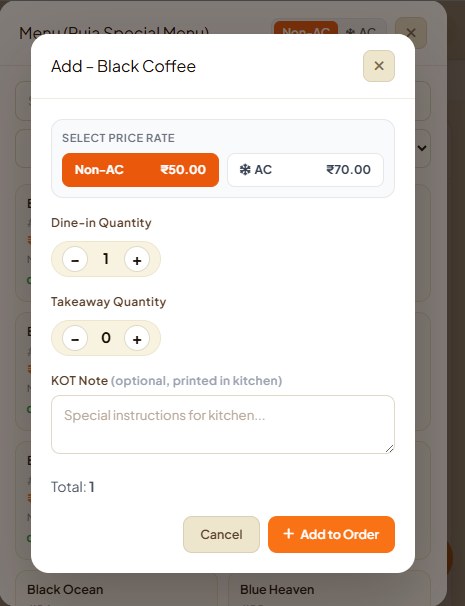 Menu (Puja Special Menu)
Non-AC
AC
Add – Black Coffee
SELECT PRICE RATE
Non-AC ₹50.00
AC ₹70.00
Dine-in Quantity
− 1 +
Takeaway Quantity
− 0 +
KOT Note (optional, printed in kitchen)
Special instructions for kitchen...
Total: 1
Cancel
+ Add to Order
Black Ocean
Blue Heaven